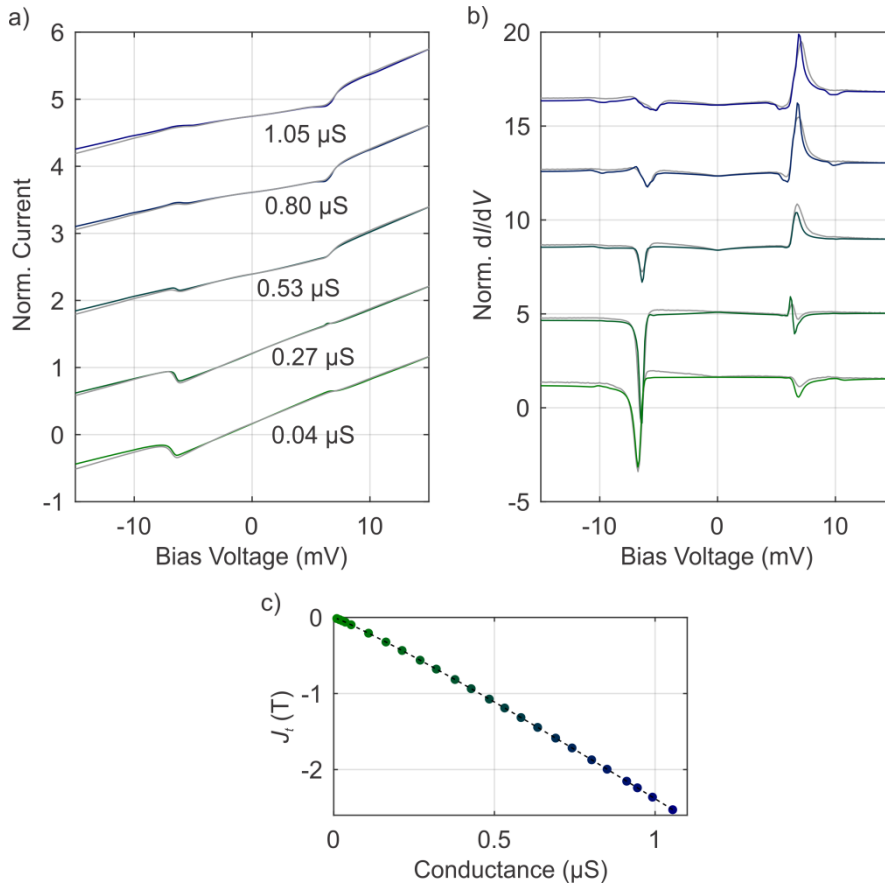 a)
Norm. Current
6
5
4
3
2
1
0
-1
1.05 µS
0.80 µS
0.53 µS
0.27 µS
0.04 µS
-10
0
10
Bias Voltage (mV)
b)
Norm. dI/dV
20
15
10
5
0
-5
-10
0
10
Bias Voltage (mV)
c)
Jt (T)
0
-1
-2
0
0.5
1
Conductance (µS)